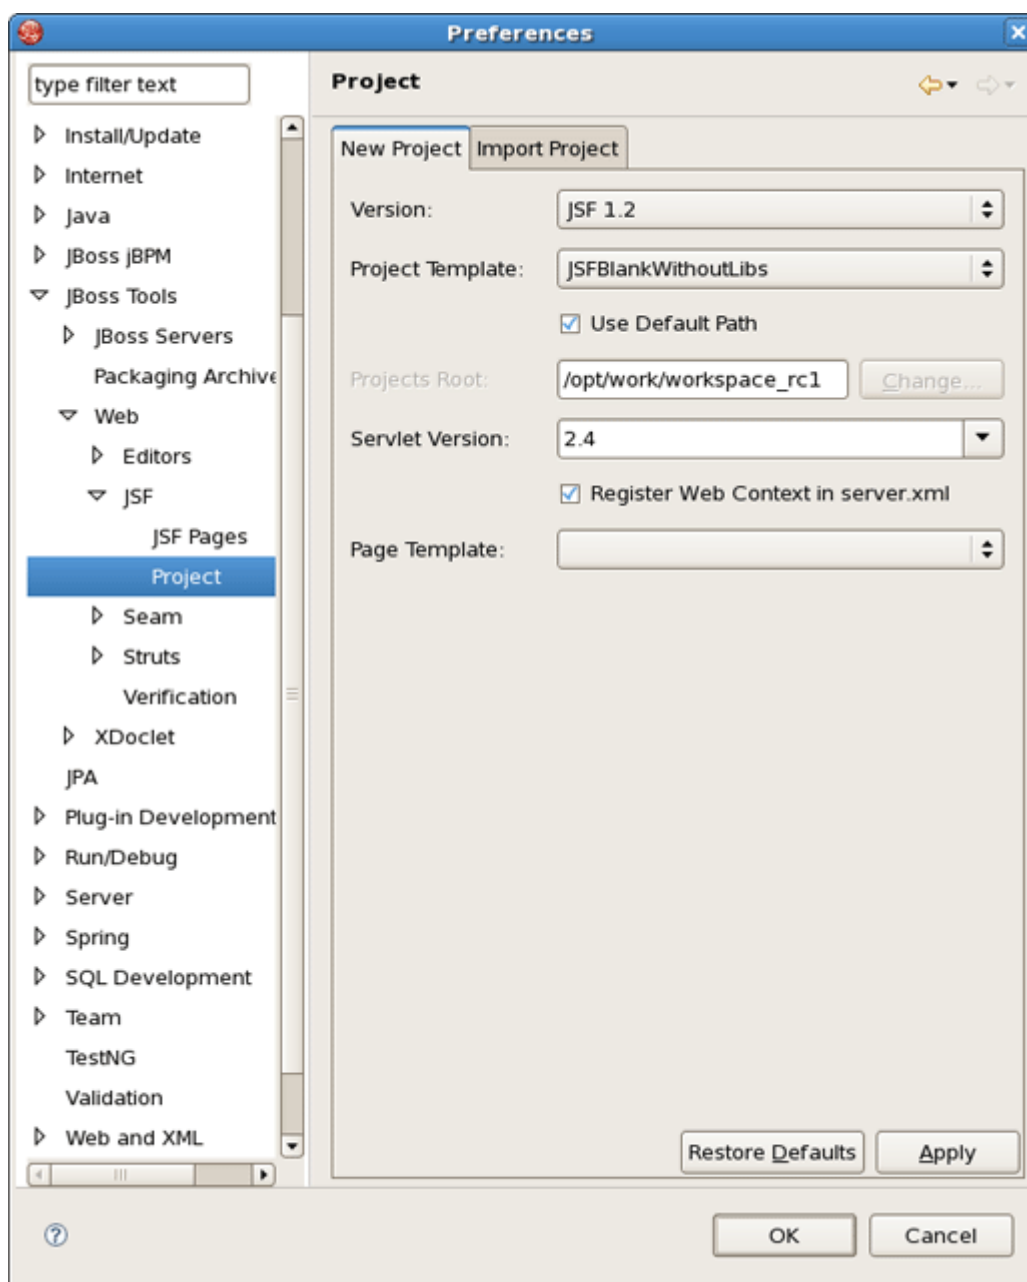 Preferences
type filter text
Project
Install/Update
Internet
Java
JBoss jBPM
JBoss Tools
JBoss Servers
Packaging Archive
Web
Editors
JSF
JSF Pages
Project
Seam
Struts
Verification
XDoclet
JPA
Plug-in Development
Run/Debug
Server
Spring
SQL Development
Team
TestNG
Validation
Web and XML
New Project
Import Project
Version:
JSF 1.2
Project Template:
JSFBlankWithoutLibs
Use Default Path
Projects Root:
/opt/work/workspace_rc1
Change...
Servlet Version:
2.4
Register Web Context in server.xml
Page Template:
Restore Defaults
Apply
OK
Cancel